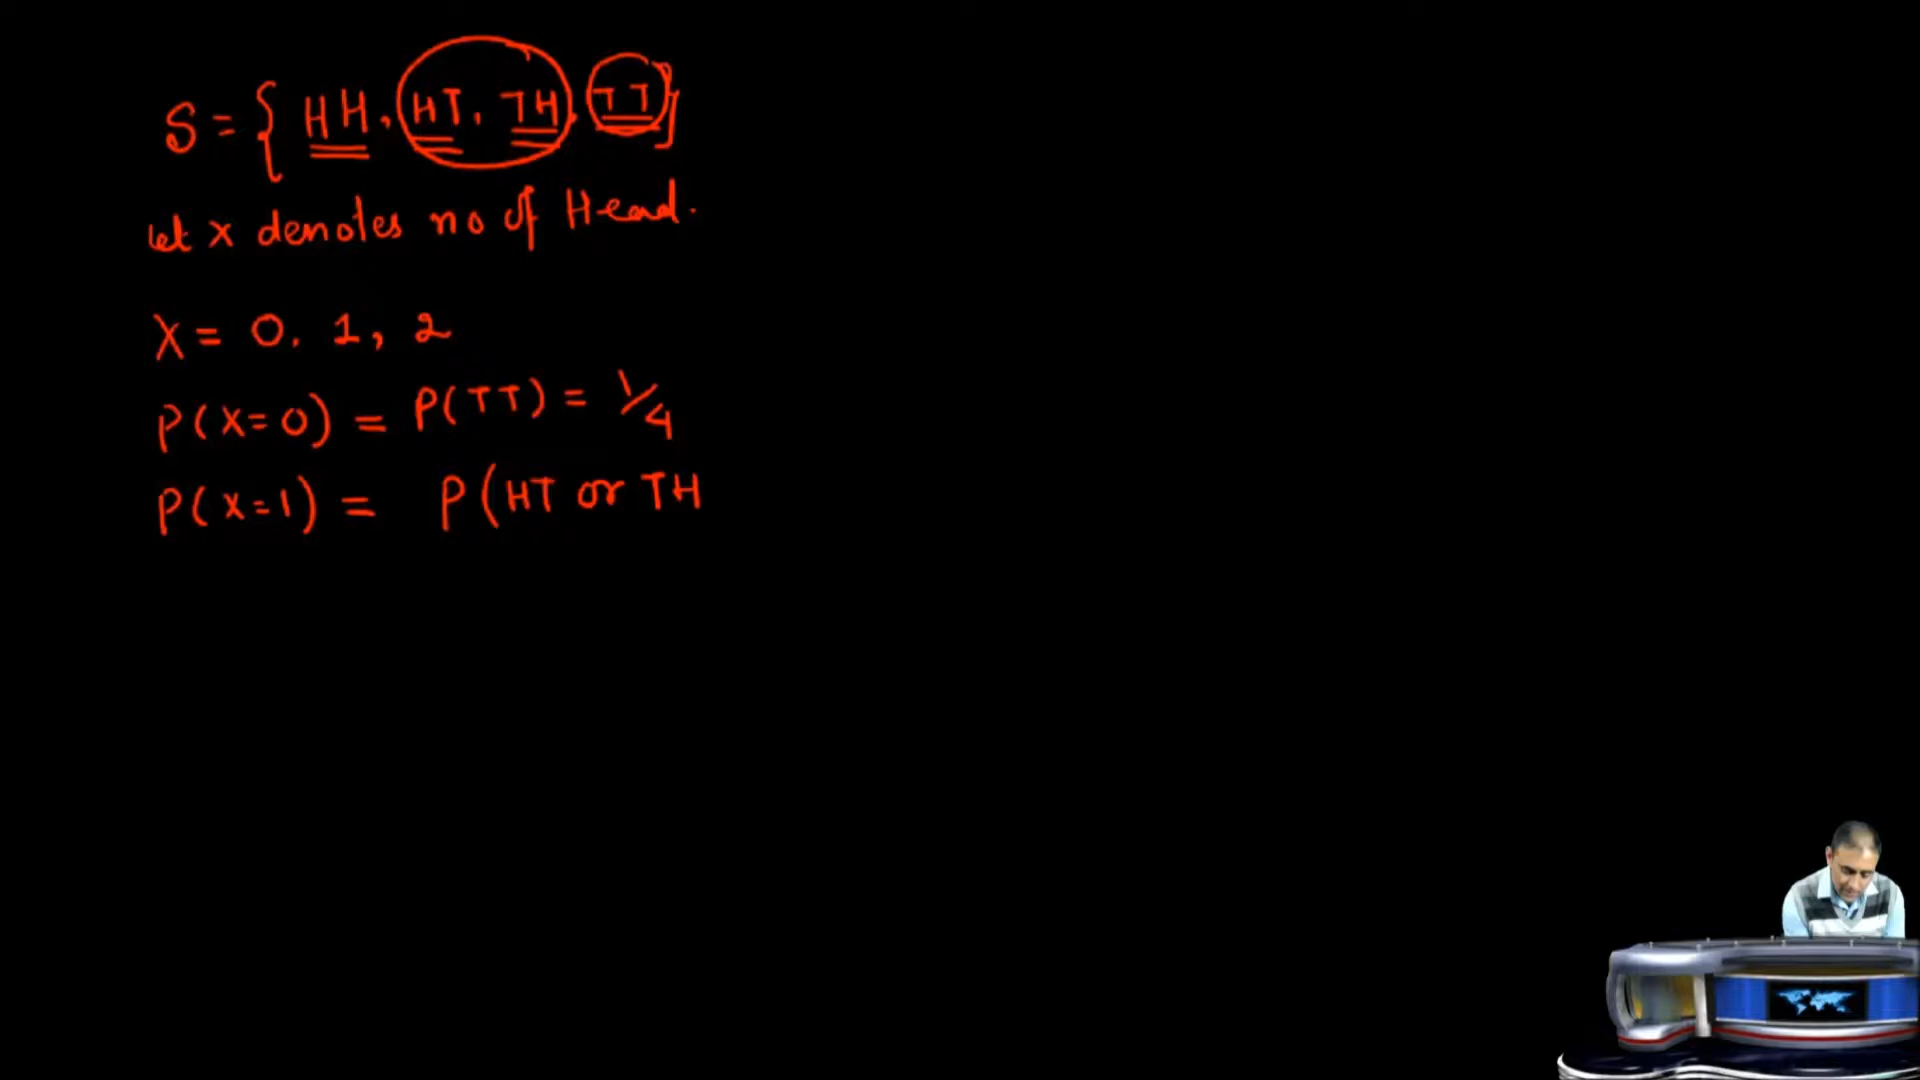 S = { HH, HT, TH, TT }
let x denotes no of Head.
X = 0, 1, 2
P(X=0) = P(TT) = 1/4
P(X=1) = P(HT or TH